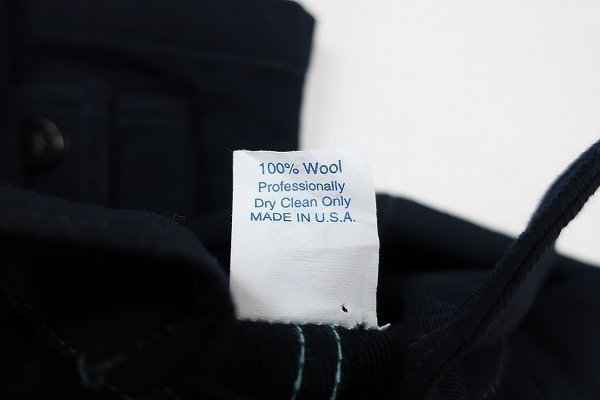 100% Wool
Professionally
Dry Clean Only
MADE IN U.S.A.